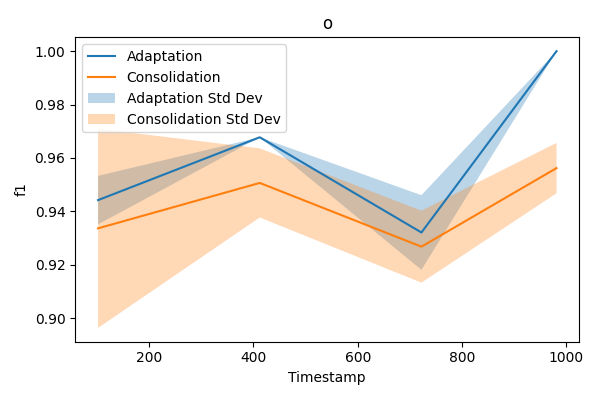 o
Adaptation
Consolidation
Adaptation Std Dev
Consolidation Std Dev
1.00
0.98
0.96
0.94
0.92
0.90
f1
200
400
600
800
1000
Timestamp